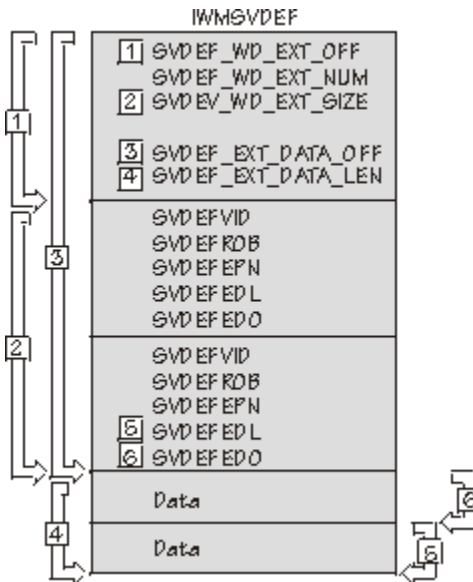 IWMSVDEF
1 SVDEF_WD_EXT_OFF
SVDEF_WD_EXT_NUM
2 SVDEV_WD_EXT_SIZE
3 SVDEF_EXT_DATA_OFF
4 SVDEF_EXT_DATA_LEN
1
SVDEFVID
SVDEFROB
3
SVDEFEPN
SVDEFEDL
SVDEFEDO
2
SVDEFVID
SVDEFROB
SVDEFEPN
5 SVDEFEDL
6 SVDEFEDO
Data
6
4
Data
5